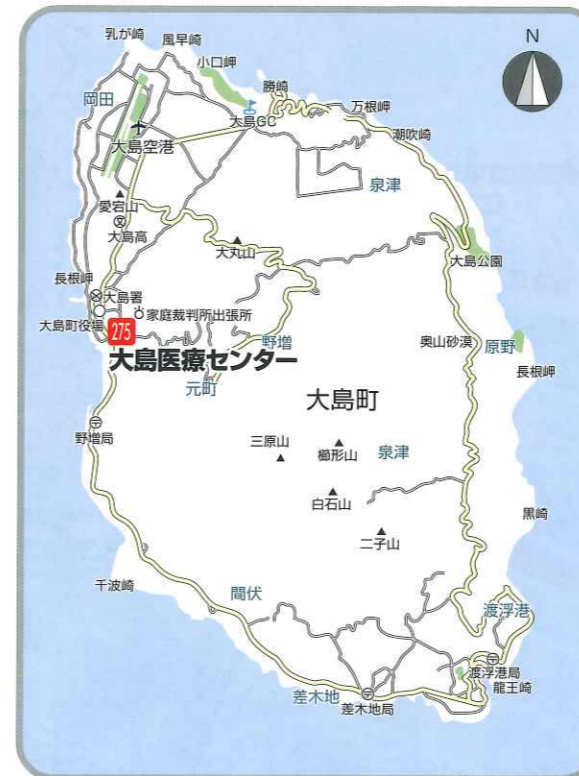 乳が崎
風早崎
小口岬
N
勝崎
岡田
大島GC
万根岬
潮吹崎
大島空港
泉津
愛宕山
文
大島高
大丸山
大島公園
長根岬
大島署
大島町役場
家庭裁判所出張所
275
大島医療センター
野増
奥山砂漠
原野
長根岬
元町
大島町
野増局
三原山
櫛形山
泉津
白石山
黒崎
二子山
千波崎
間伏
渡浮港
渡浮港局
龍王崎
差木地
差木地局